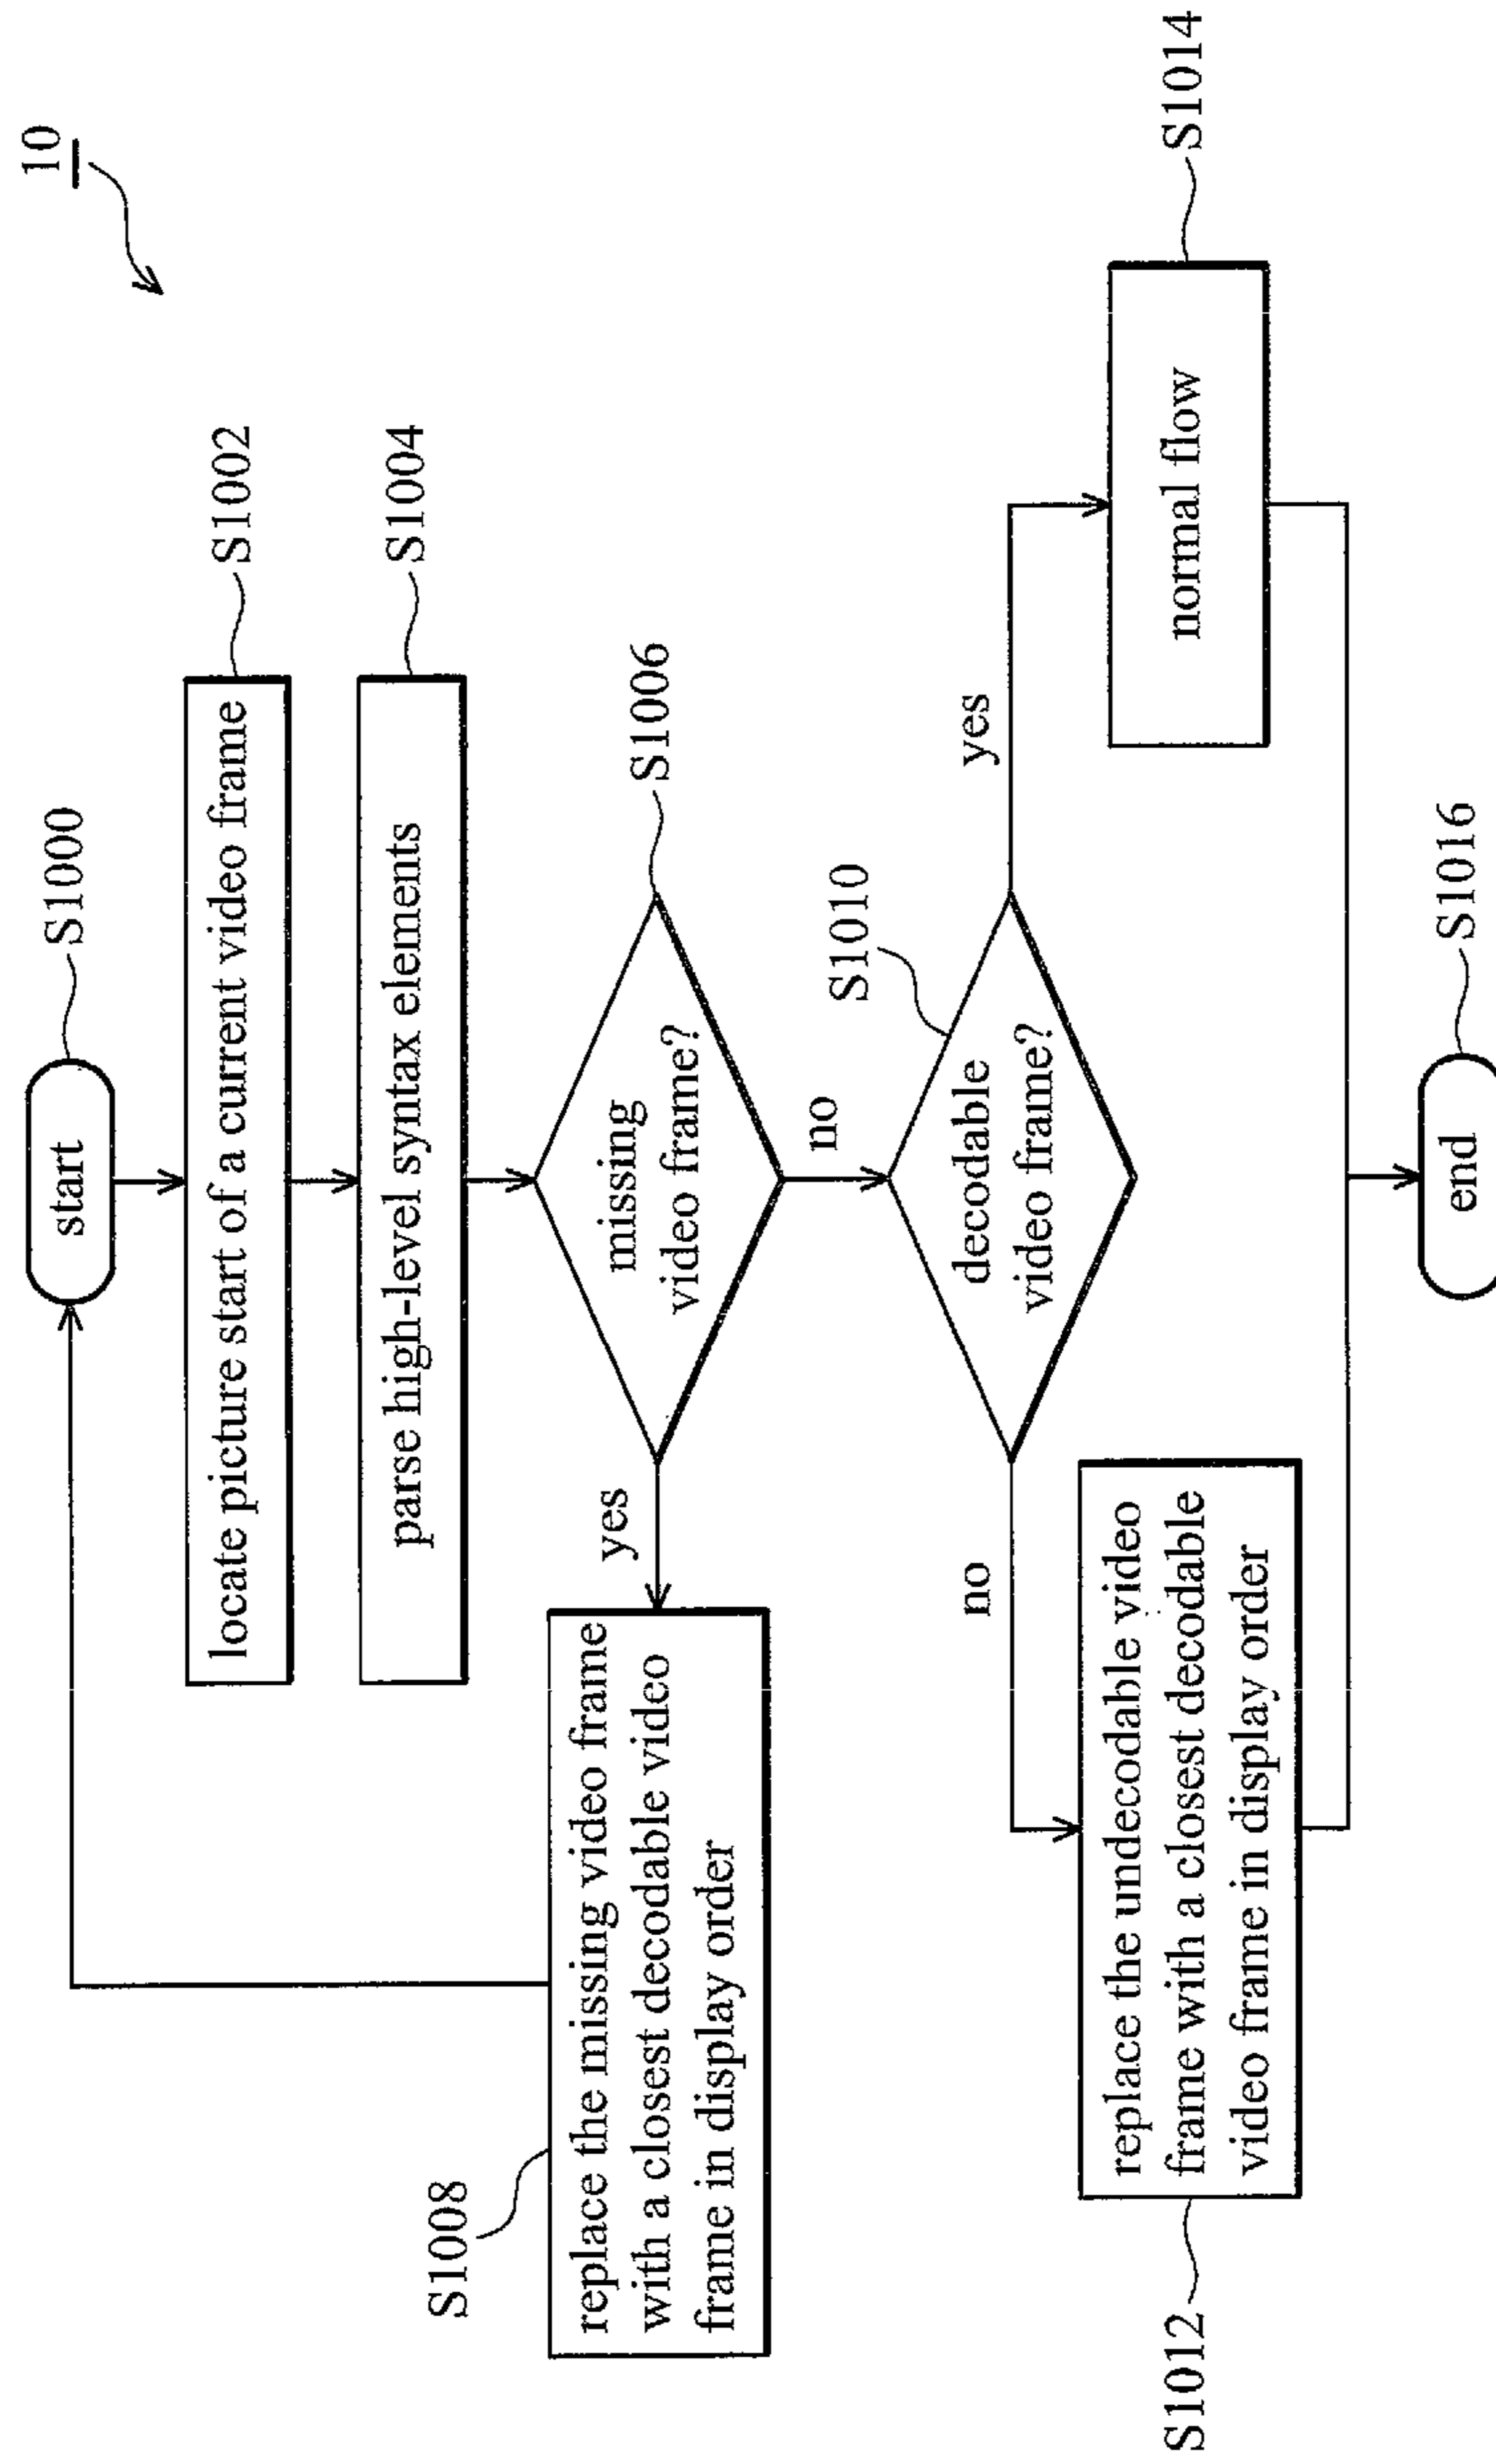 10
start
S1000
locate picture start of a current video frame
S1002
parse high-level syntax elements
S1004
missing
video frame?
S1006
yes
no
S1008
replace the missing video frame
with a closest decodable video
frame in display order
decodable
video frame?
S1010
no
yes
replace the undecodable video
frame with a closest decodable
video frame in display order
S1012
normal flow
S1014
end
S1016